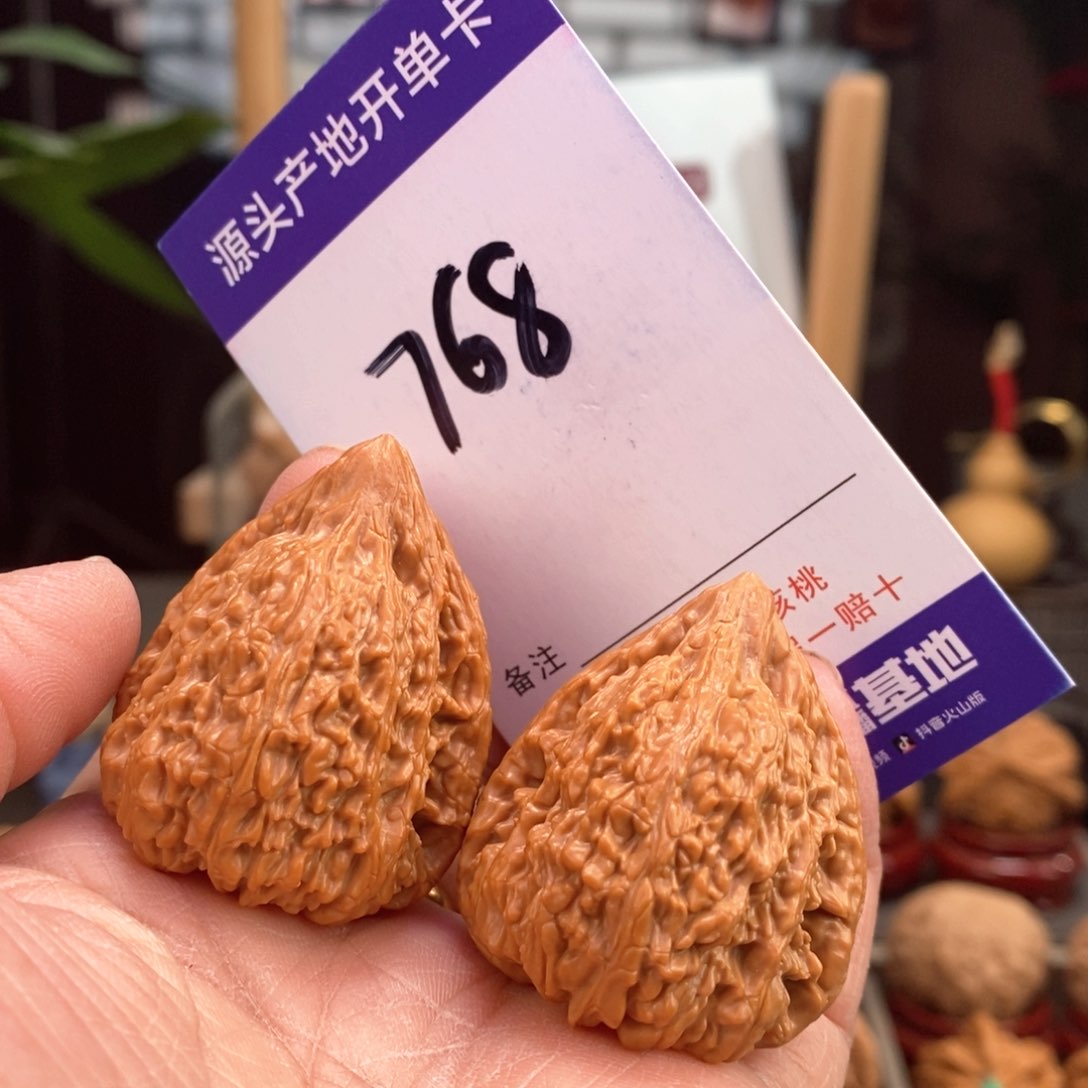 源头产地开单卡
768
备注
核桃
一赔十
基地
抖音火山版